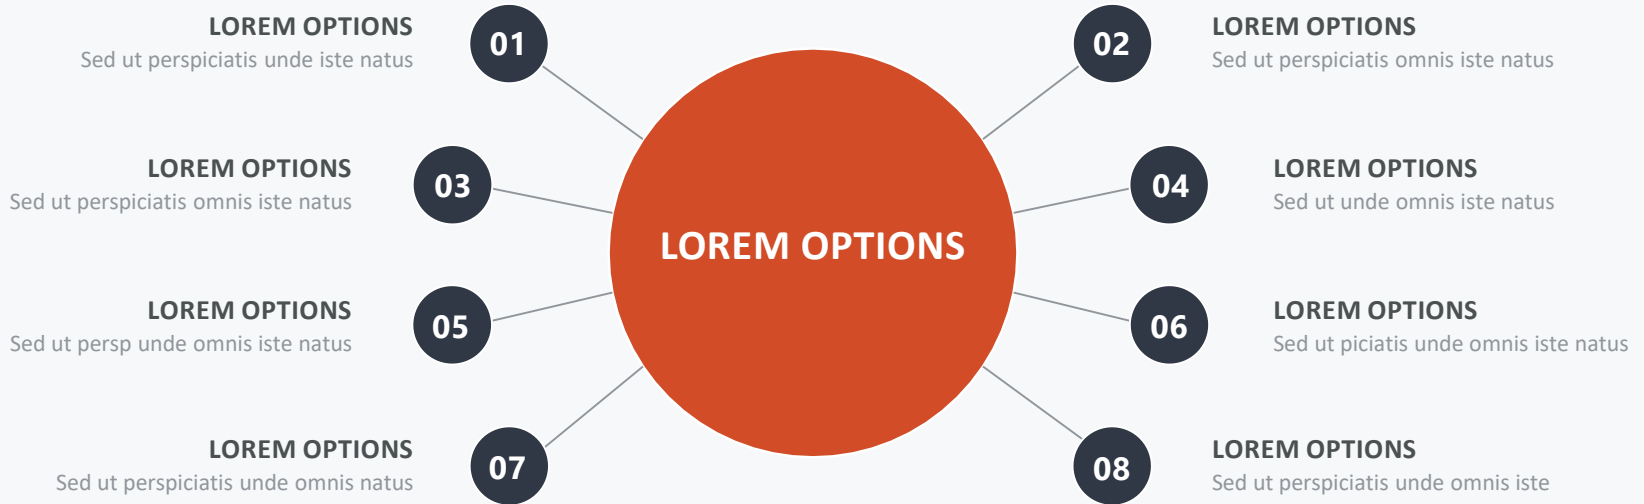 LOREM OPTIONS
Sed ut perspiciatis unde iste natus
01
02
LOREM OPTIONS
Sed ut perspiciatis omnis iste natus
LOREM OPTIONS
Sed ut perspiciatis omnis iste natus
03
04
LOREM OPTIONS
Sed ut unde omnis iste natus
LOREM OPTIONS
LOREM OPTIONS
Sed ut persp unde omnis iste natus
05
06
LOREM OPTIONS
Sed ut piciatis unde omnis iste natus
LOREM OPTIONS
Sed ut perspiciatis unde omnis natus
07
08
LOREM OPTIONS
Sed ut perspiciatis unde omnis iste